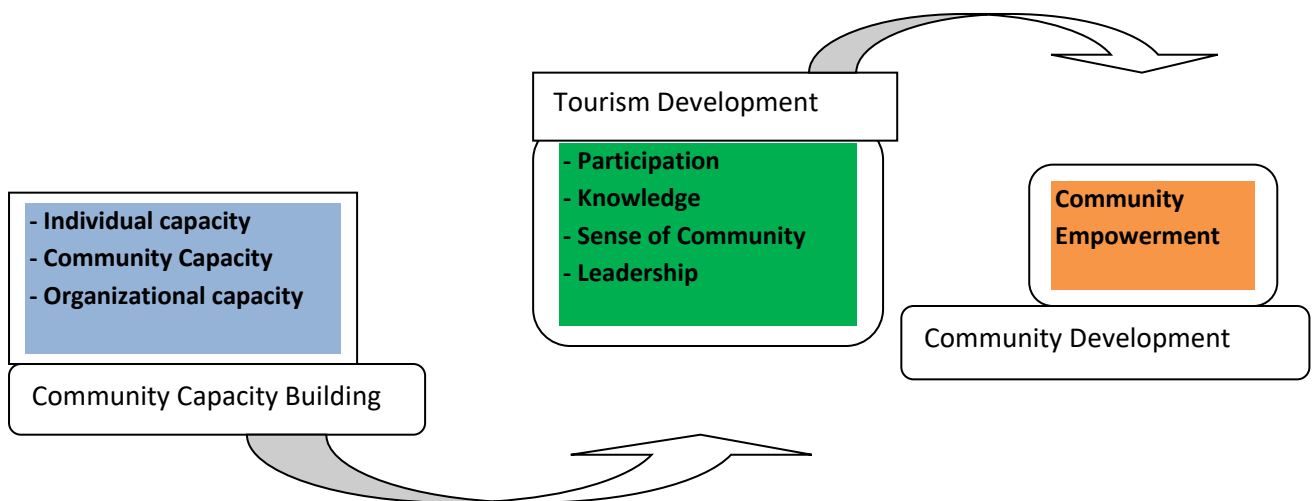 - Individual capacity
- Community Capacity
- Organizational capacity
Community Capacity Building
Tourism Development
- Participation
- Knowledge
- Sense of Community
- Leadership
Community
Empowerment
Community Development